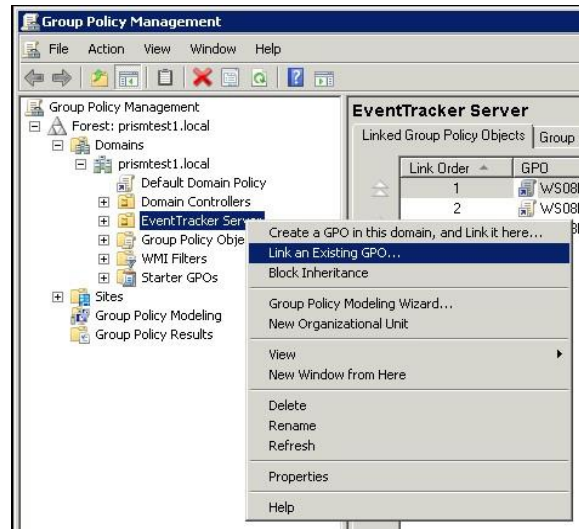 Group Policy Management
File Action View Window Help
Group Policy Management
Forest: prismtest1.local
Domains
prismtest1.local
Default Domain Policy
Domain Controllers
EventTracker Serv
Group Policy Obje
WMI Filters
Starter GPOs
Sites
Group Policy Modeling
Group Policy Results
EventTracker Server
Linked Group Policy Objects Group
Link Order GPO
1 WS08
2 WS08
Create a GPO in this domain, and Link it here...
Link an Existing GPO...
Block Inheritance
Group Policy Modeling Wizard...
New Organizational Unit
View
New Window from Here
Delete
Rename
Refresh
Properties
Help